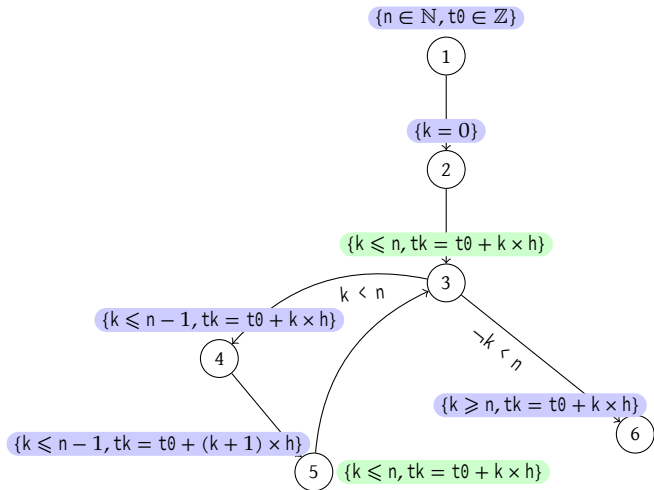 {n ∈ ℕ, t0 ∈ ℤ}
1
{k = 0}
2
{k ⩽ n, tk = t0 + k × h}
3
k < n
{k ⩽ n − 1, tk = t0 + k × h}
4
¬k < n
{k ⩾ n, tk = t0 + k × h}
6
{k ⩽ n − 1, tk = t0 + (k + 1) × h}
5
{k ⩽ n, tk = t0 + k × h}